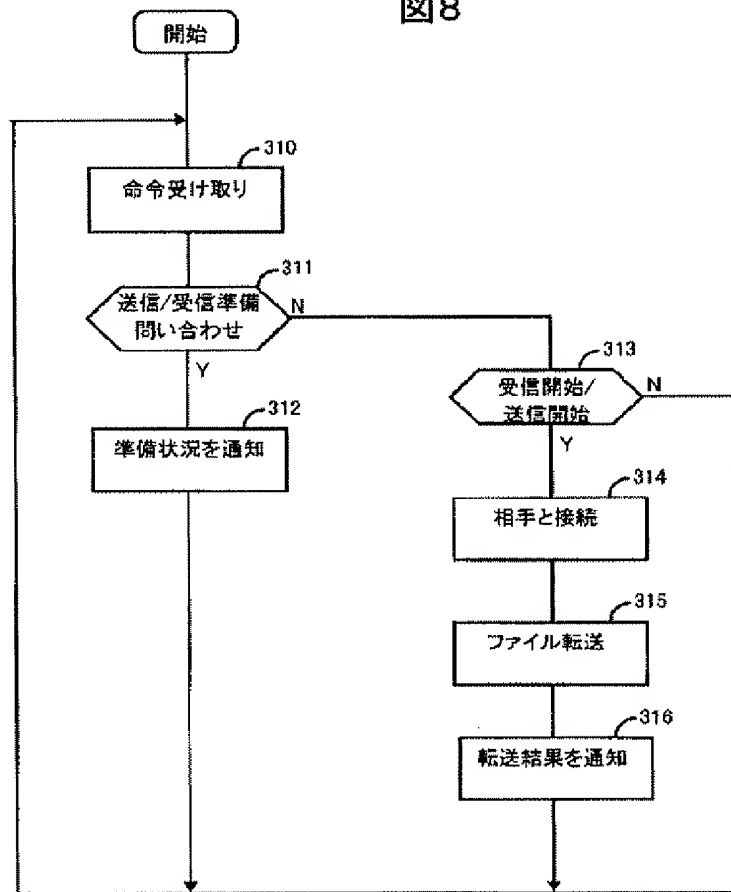 図8
開始
310
命令受け取り
311
送信/受信準備
問い合わせ
N
Y
312
準備状況を通知
313
受信開始/
送信開始
N
Y
314
相手と接続
315
ファイル転送
316
転送結果を通知